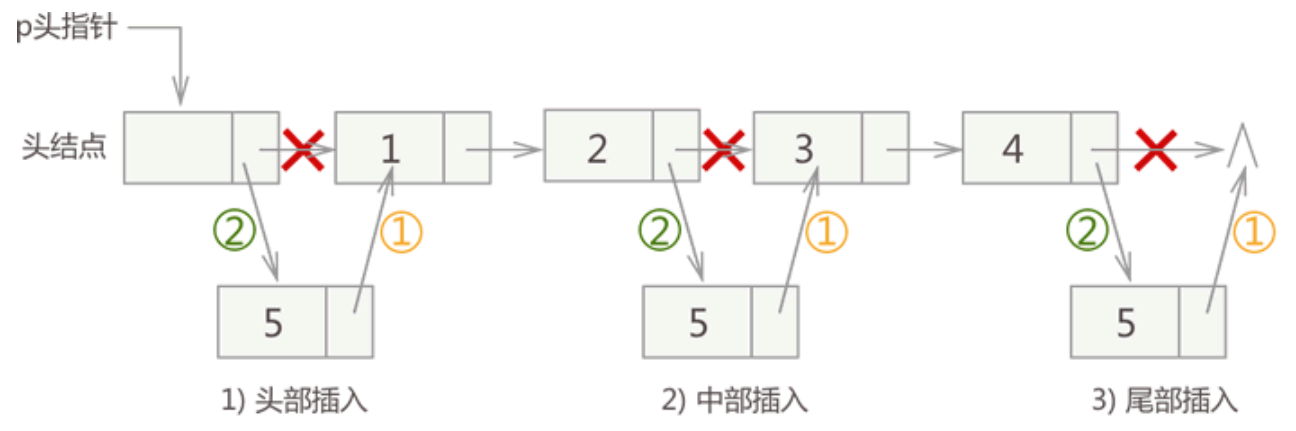 p头指针
头结点 1 2 3 4 ∧
② ① ② ① ② ①
5 5 5
1) 头部插入 2) 中部插入 3) 尾部插入